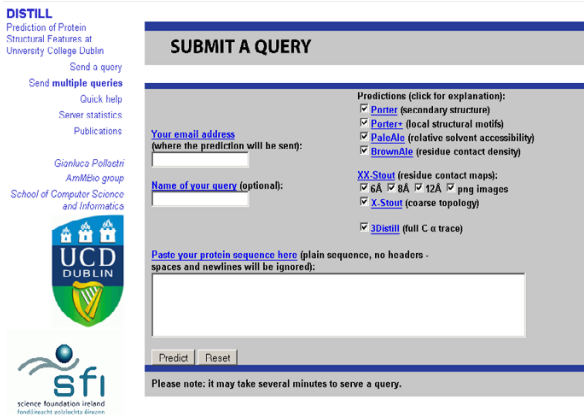 DISTILL
Prediction of Protein
Structural Features at
University College Dublin
Send a query
Send multiple queries
Quick help
Server statistics
Publications
Gianluca Pollastri
AmMBio group
School of Computer Science
and Informatics
UCD
DUBLIN
sfi
science foundation ireland
fondúireacht eolaíochta éireann
SUBMIT A QUERY
Your email address
(where the prediction will be sent):
Name of your query (optional):
Predictions (click for explanation):
Porter (secondary structure)
Porter+ (local structural motifs)
PaleAle (relative solvent accessibility)
BrownAle (residue contact density)
XX-Stout (residue contact maps):
6Å 8Å 12Å png images
X-Stout (coarse topology)
3Distill (full C α trace)
Paste your protein sequence here (plain sequence, no headers -
spaces and newlines will be ignored):
Predict Reset
Please note: it may take several minutes to serve a query.